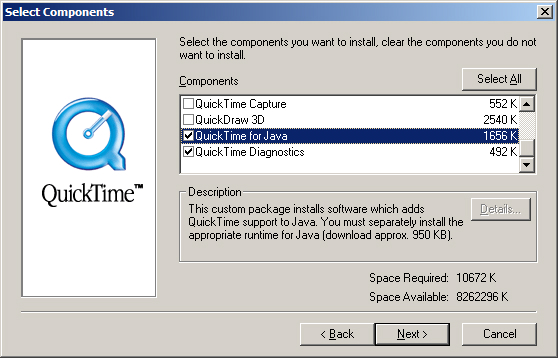 Select Components
Select the components you want to install, clear the components you do not
want to install.
Components
Select All
QuickTime Capture 552 K
QuickDraw 3D 2540 K
QuickTime for Java 1656 K
QuickTime Diagnostics 492 K
QuickTime™
Description
This custom package installs software which adds
QuickTime support to Java. You must separately install the
appropriate runtime for Java (download approx. 950 KB).
Details...
Space Required: 10672 K
Space Available: 8262296 K
< Back
Next >
Cancel